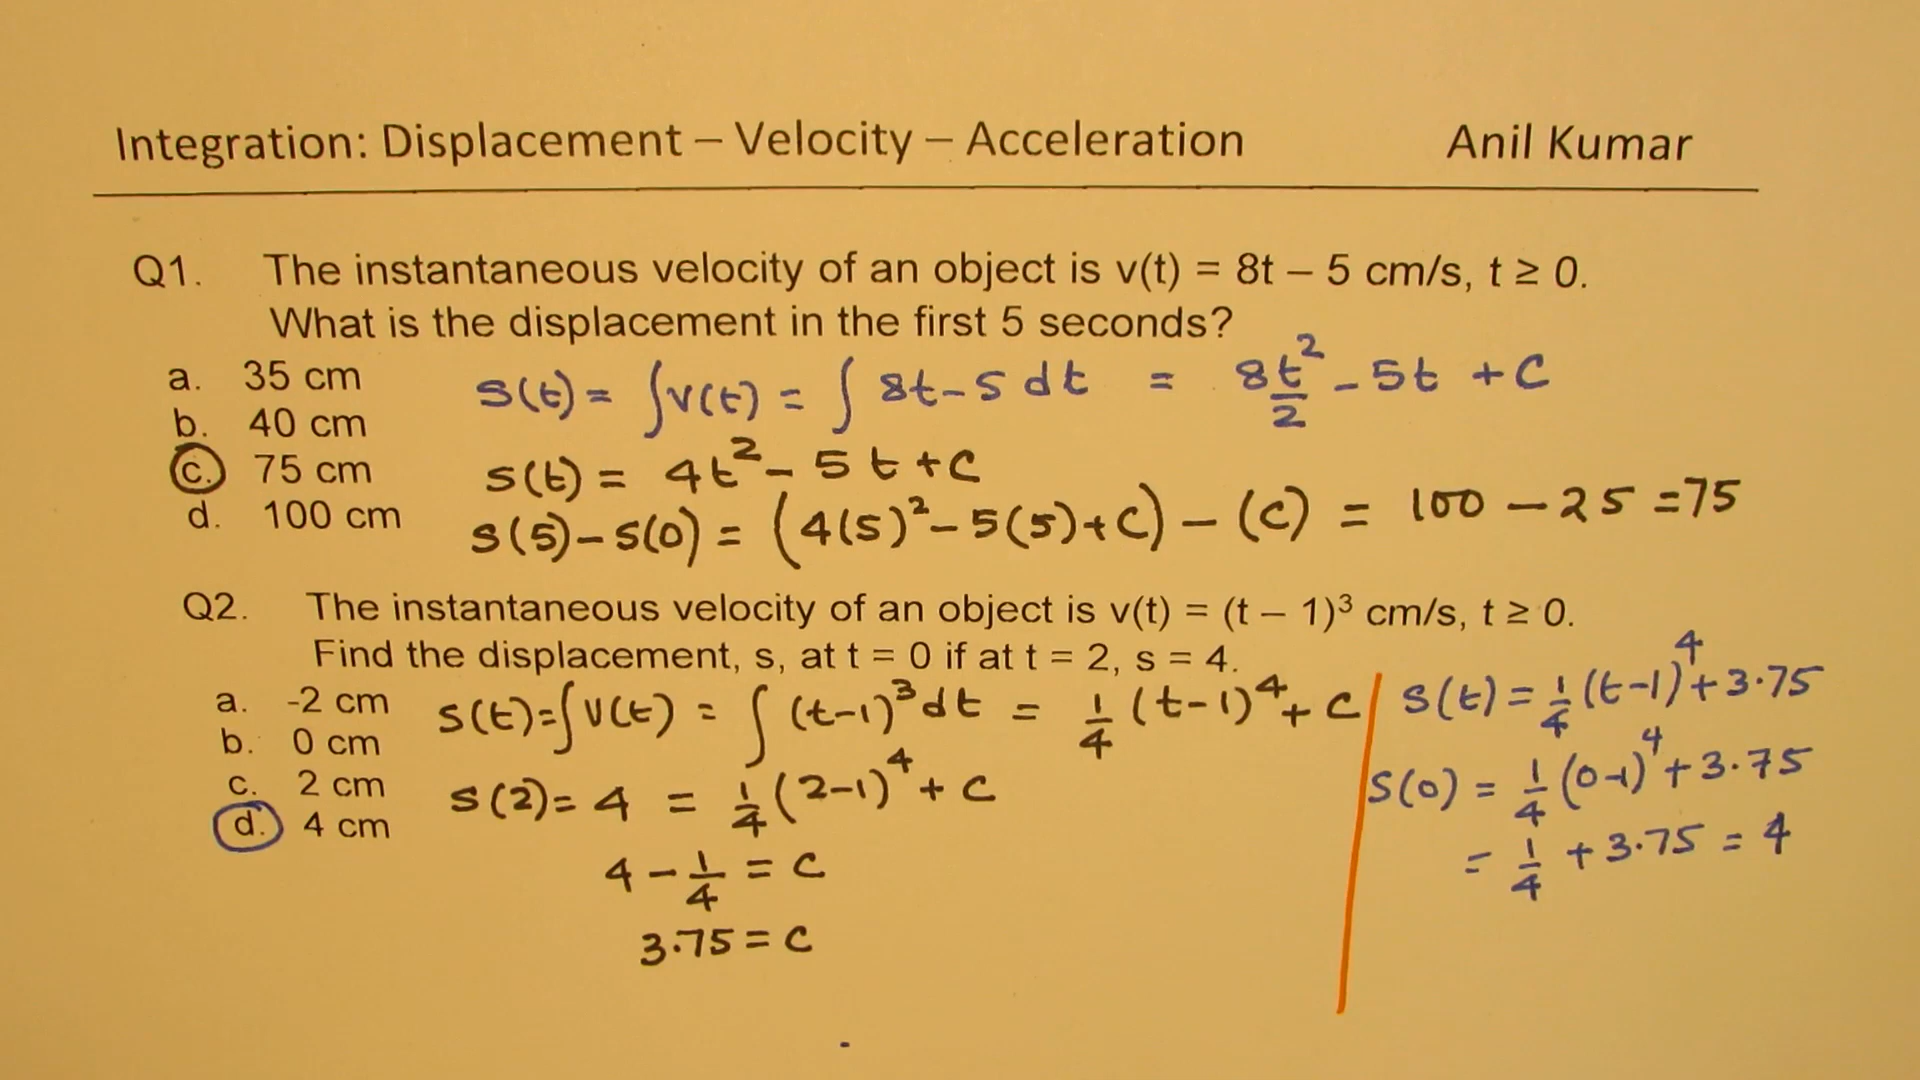 Integration: Displacement – Velocity – Acceleration Anil Kumar
Q1. The instantaneous velocity of an object is v(t) = 8t – 5 cm/s, t ≥ 0.
What is the displacement in the first 5 seconds?
a. 35 cm
b. 40 cm
c. 75 cm
d. 100 cm
s(t) = ∫v(t) = ∫ 8t-5 dt = 8t²/2 - 5t + C
s(t) = 4t² - 5t + C
s(5) - s(0) = (4(5)² - 5(5) + C) - (C) = 100 - 25 = 75
Q2. The instantaneous velocity of an object is v(t) = (t – 1)³ cm/s, t ≥ 0.
Find the displacement, s, at t = 0 if at t = 2, s = 4.
a. -2 cm
b. 0 cm
c. 2 cm
d. 4 cm
s(t) = ∫v(t) = ∫ (t-1)³ dt = 1/4 (t-1)⁴ + C
s(2) = 4 = 1/4 (2-1)⁴ + C
4 - 1/4 = C
3.75 = C
s(t) = 1/4 (t-1)⁴ + 3.75
s(0) = 1/4 (0-1)⁴ + 3.75
= 1/4 + 3.75 = 4